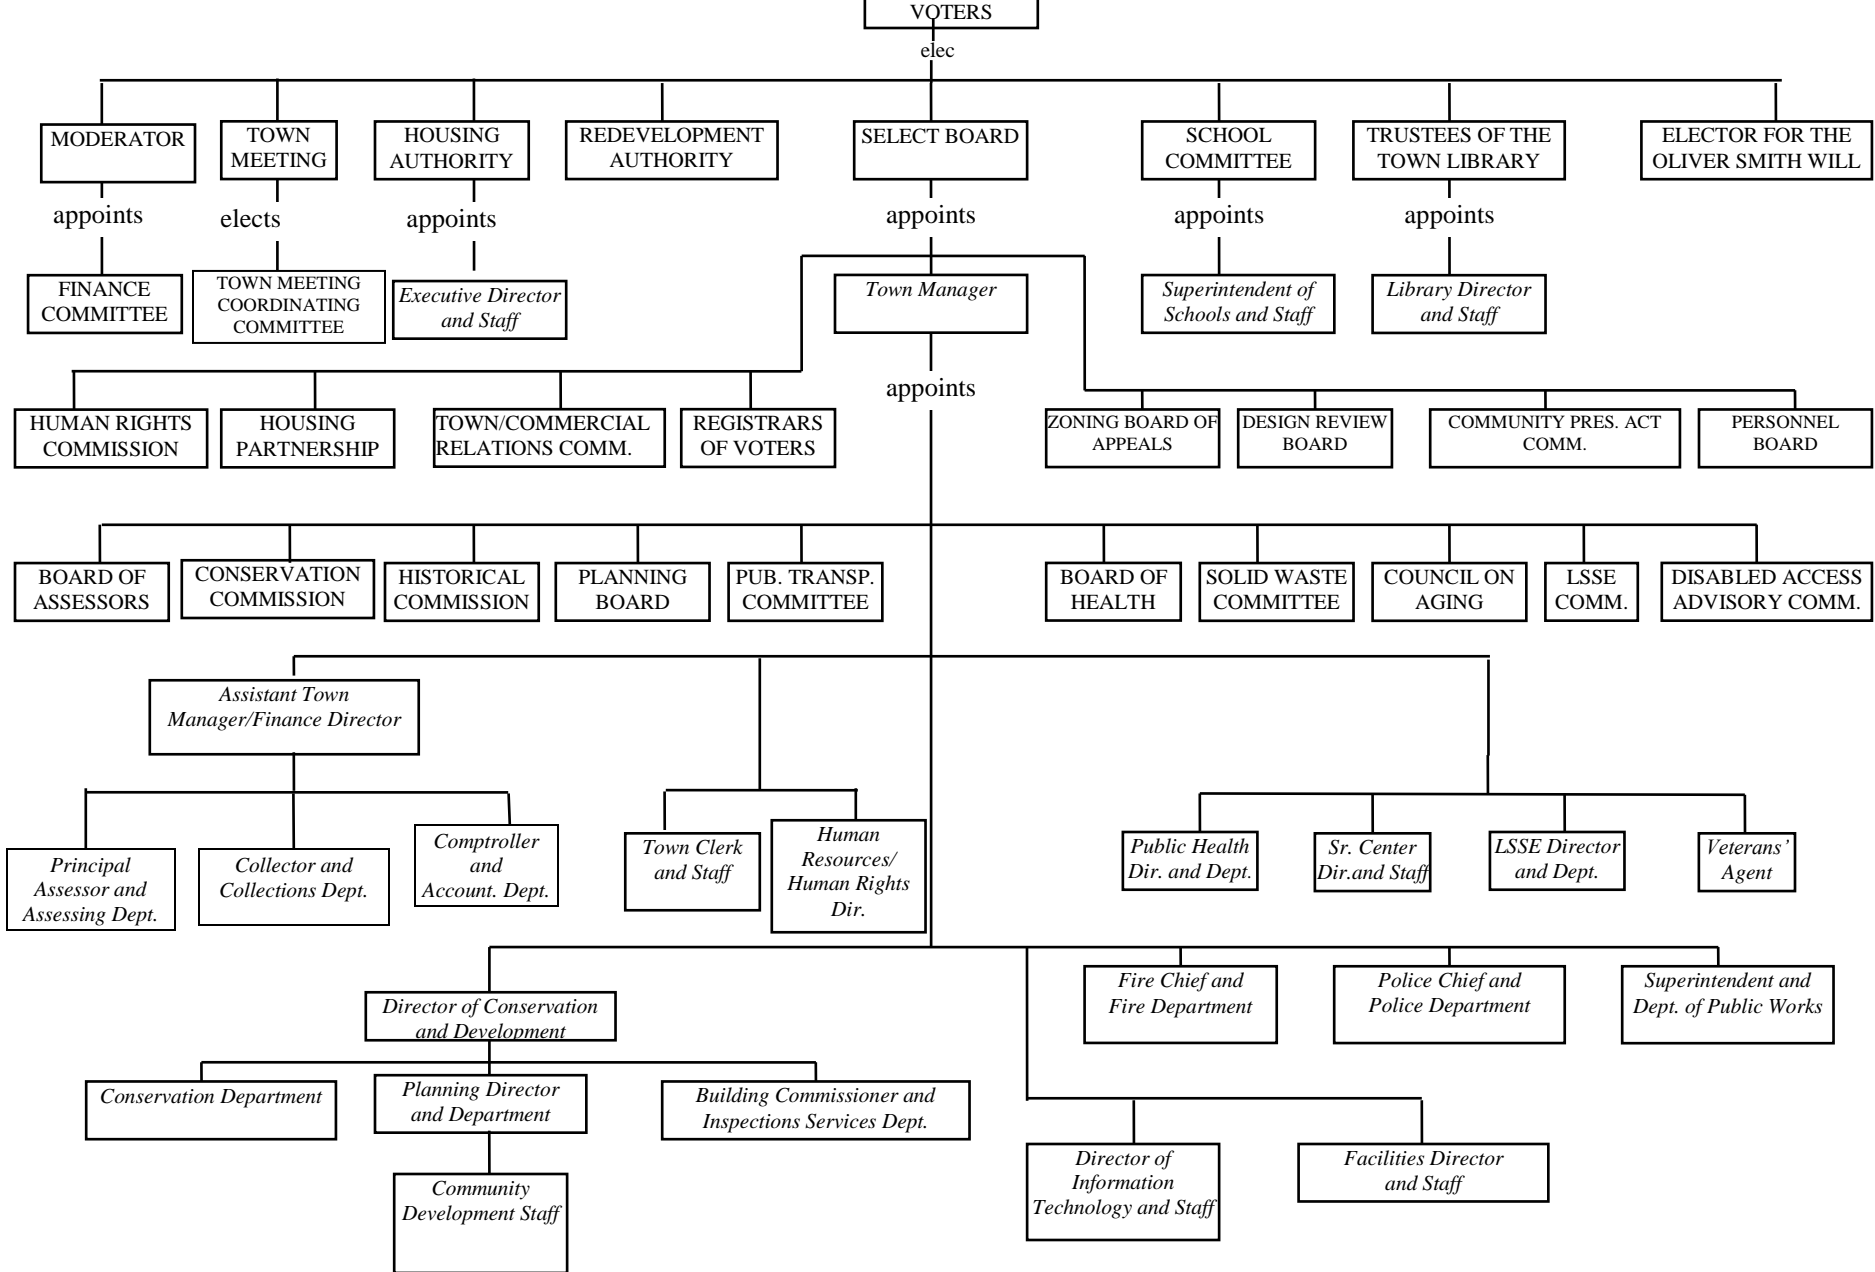 VOTERS
elec
MODERATOR
TOWN
MEETING
HOUSING
AUTHORITY
REDEVELOPMENT
AUTHORITY
SELECT BOARD
SCHOOL
COMMITTEE
TRUSTEES OF THE
TOWN LIBRARY
ELECTOR FOR THE
OLIVER SMITH WILL
appoints
elects
appoints
appoints
appoints
appoints
FINANCE
COMMITTEE
TOWN MEETING
COORDINATING
COMMITTEE
Executive Director
and Staff
Town Manager
Superintendent of
Schools and Staff
Library Director
and Staff
appoints
HUMAN RIGHTS
COMMISSION
HOUSING
PARTNERSHIP
TOWN/COMMERCIAL
RELATIONS COMM.
REGISTRARS
OF VOTERS
ZONING BOARD OF
APPEALS
DESIGN REVIEW
BOARD
COMMUNITY PRES. ACT
COMM.
PERSONNEL
BOARD
BOARD OF
ASSESSORS
CONSERVATION
COMMISSION
HISTORICAL
COMMISSION
PLANNING
BOARD
PUB. TRANSP.
COMMITTEE
BOARD OF
HEALTH
SOLID WASTE
COMMITTEE
COUNCIL ON
AGING
LSSE
COMM.
DISABLED ACCESS
ADVISORY COMM.
Assistant Town
Manager/Finance Director
Principal
Assessor and
Assessing Dept.
Collector and
Collections Dept.
Comptroller
and
Account. Dept.
Town Clerk
and Staff
Human
Resources/
Human Rights
Dir.
Public Health
Dir. and Dept.
Sr. Center
Dir.and Staff
LSSE Director
and Dept.
Veterans’
Agent
Director of Conservation
and Development
Fire Chief and
Fire Department
Police Chief and
Police Department
Superintendent and
Dept. of Public Works
Conservation Department
Planning Director
and Department
Building Commissioner and
Inspections Services Dept.
Community
Development Staff
Director of
Information
Technology and Staff
Facilities Director
and Staff